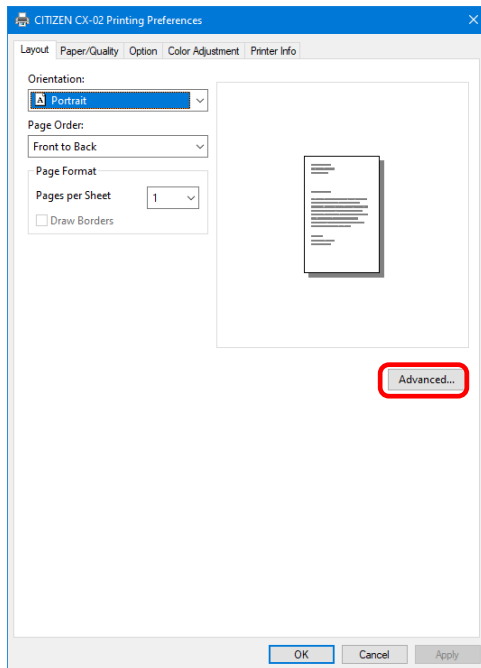 CITIZEN CX-02 Printing Preferences
Layout Paper/Quality Option Color Adjustment Printer Info
Orientation:
A Portrait
Page Order:
Front to Back
Page Format
Pages per Sheet 1
Draw Borders
Advanced...
OK Cancel Apply